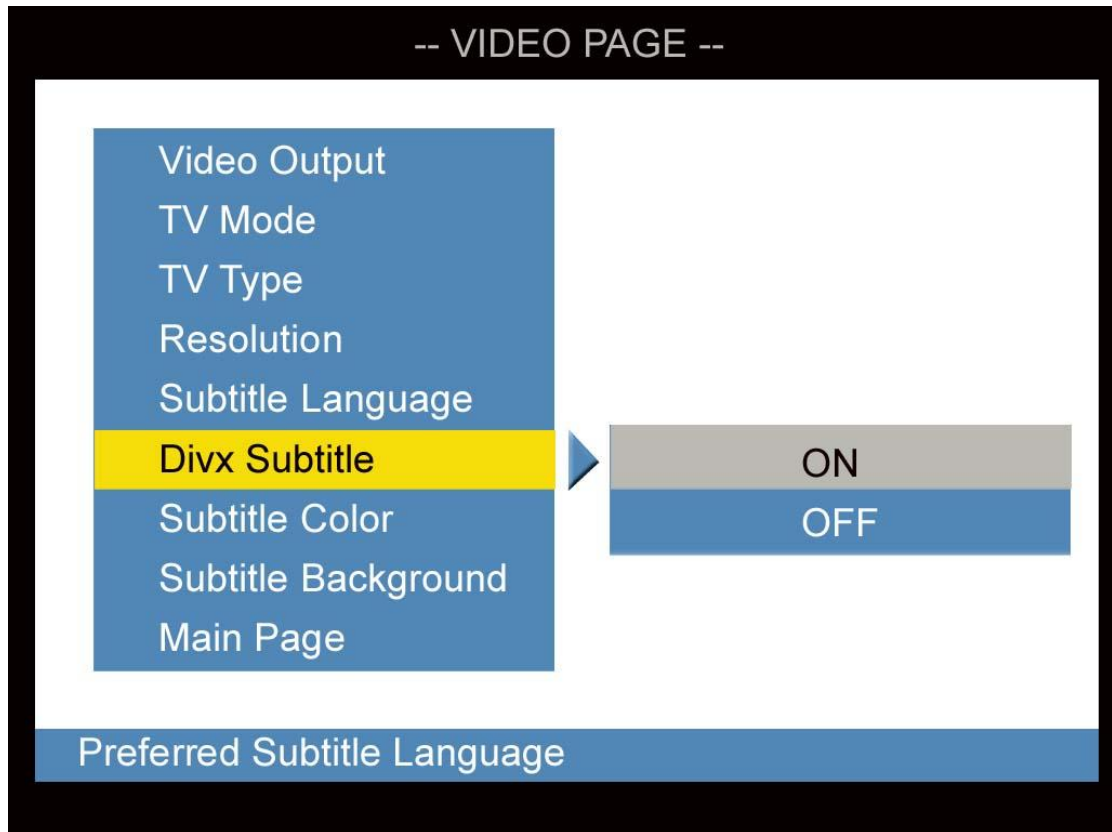 -- VIDEO PAGE --
Video Output
TV Mode
TV Type
Resolution
Subtitle Language
Divx Subtitle
ON
Subtitle Color
OFF
Subtitle Background
Main Page
Preferred Subtitle Language